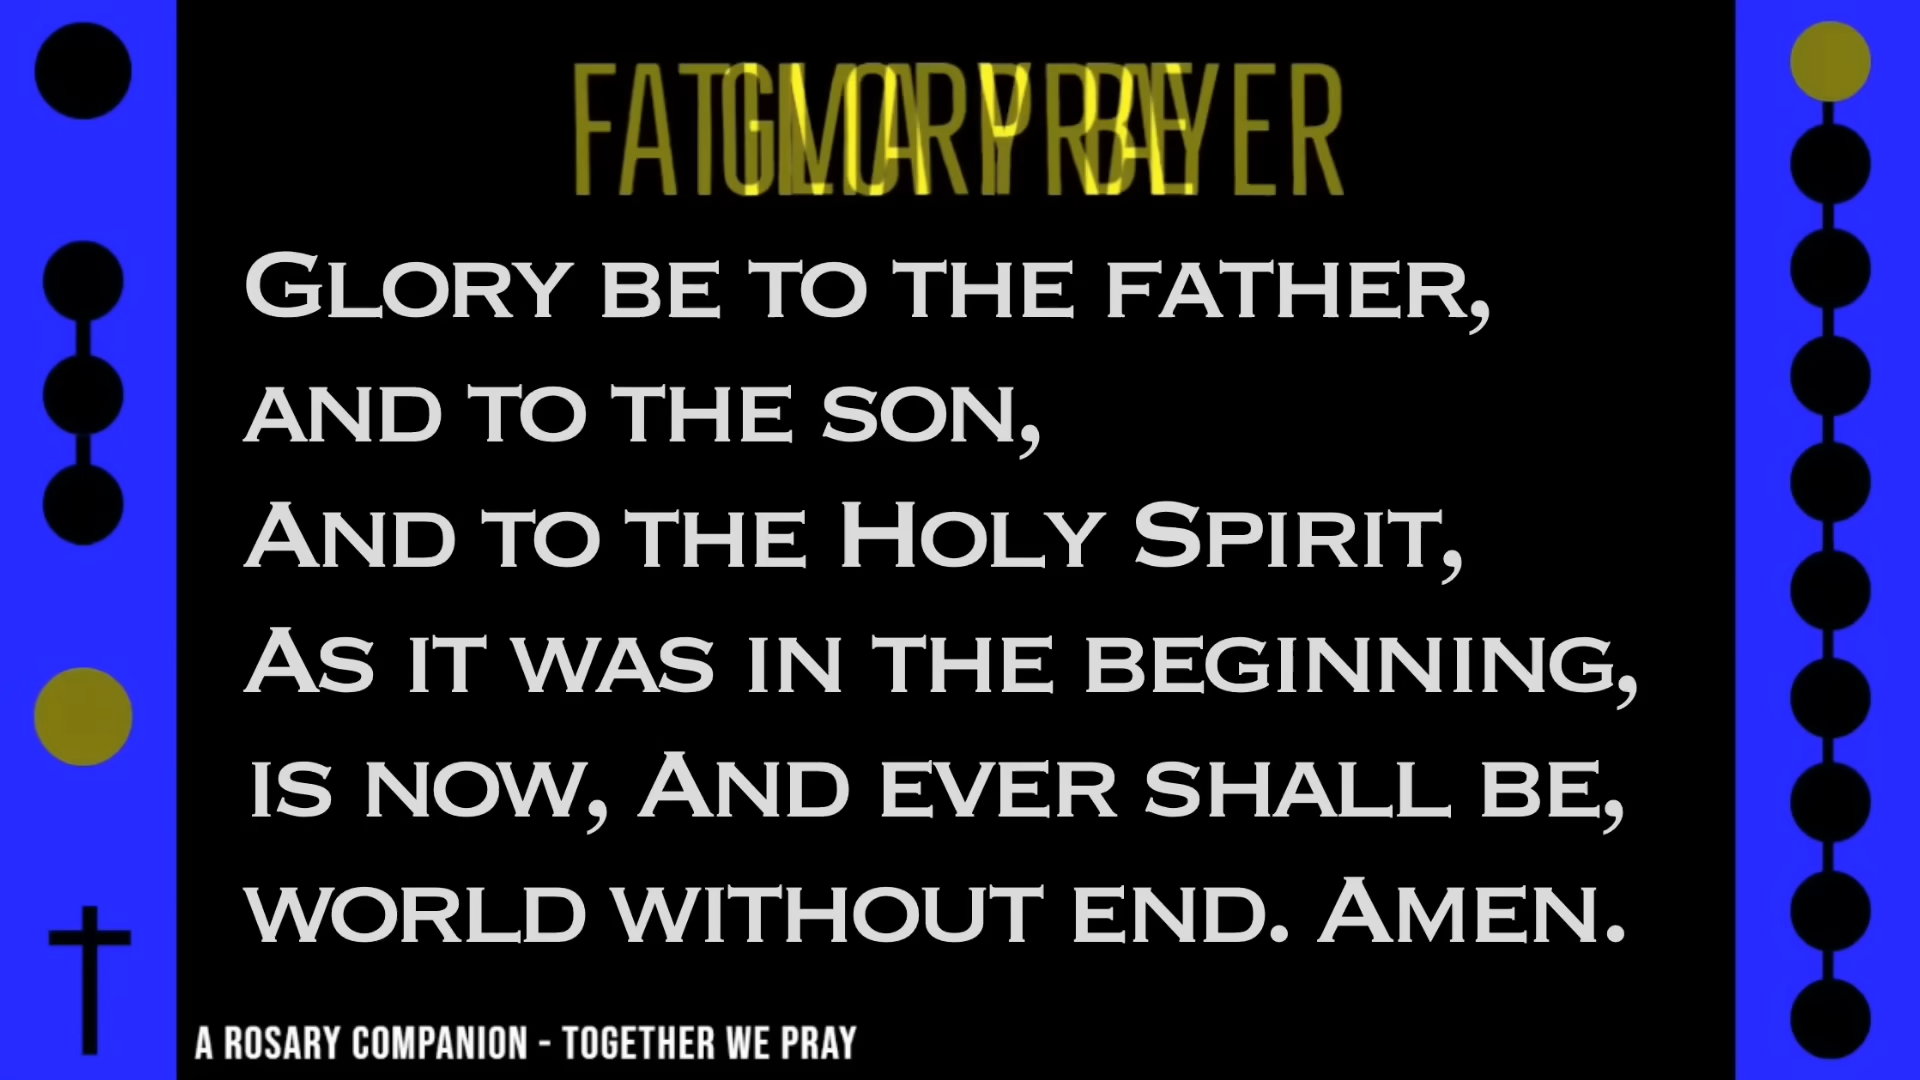 GLORY BE TO THE FATHER,
AND TO THE SON,
AND TO THE HOLY SPIRIT,
AS IT WAS IN THE BEGINNING,
IS NOW, AND EVER SHALL BE,
WORLD WITHOUT END. AMEN.
A ROSARY COMPANION - TOGETHER WE PRAY